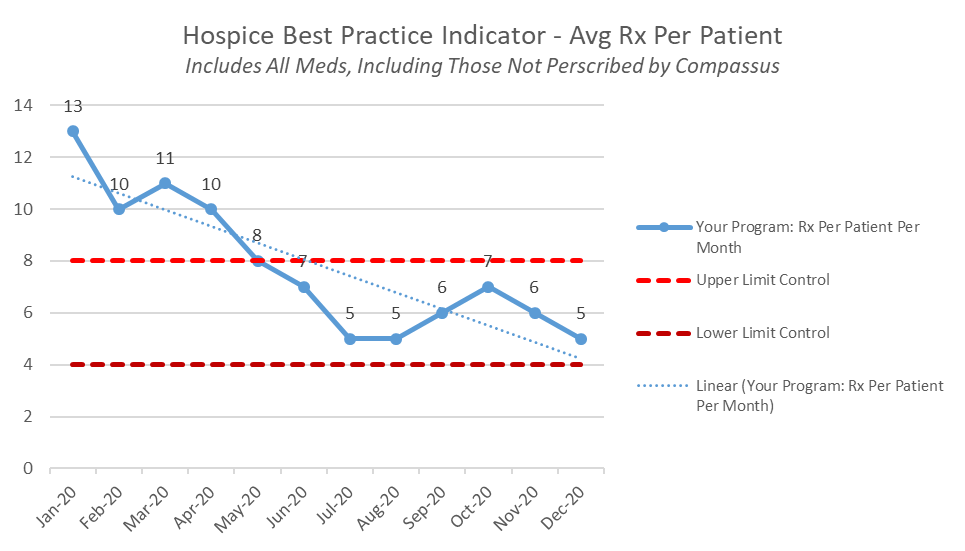 Hospice Best Practice Indicator - Avg Rx Per Patient
Includes All Meds, Including Those Not Perscribed by Compassus
14
12
10
8
6
4
2
0
13
10
11
10
8
7
5
5
6
7
6
5
Jan-20
Feb-20
Mar-20
Apr-20
May-20
Jun-20
Jul-20
Aug-20
Sep-20
Oct-20
Nov-20
Dec-20
Your Program: Rx Per Patient Per
Month
Upper Limit Control
Lower Limit Control
Linear (Your Program: Rx Per Patient
Per Month)